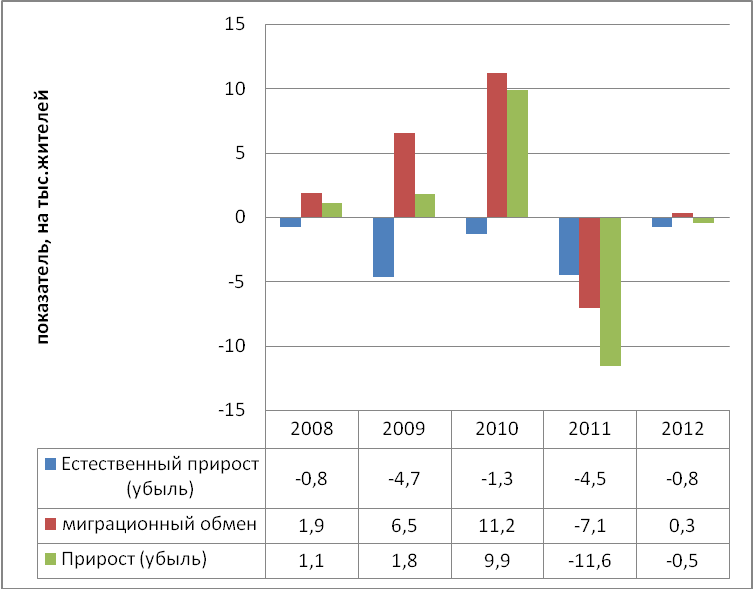 показатель, на тыс.жителей
15
10
5
0
-5
-10
-15
2008 2009 2010 2011 2012
Естественный прирост
(убыль) -0,8 -4,7 -1,3 -4,5 -0,8
миграционный обмен 1,9 6,5 11,2 -7,1 0,3
Прирост (убыль) 1,1 1,8 9,9 -11,6 -0,5